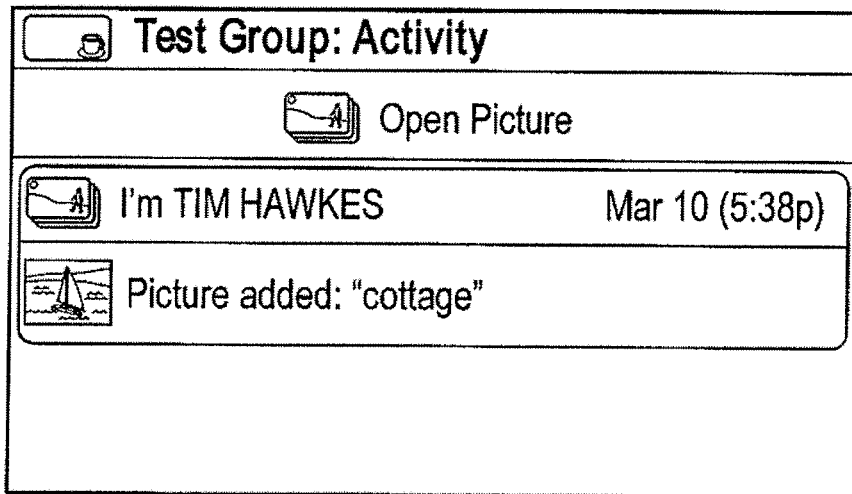 Test Group: Activity
Open Picture
I'm TIM HAWKES Mar 10 (5:38p)
Picture added: “cottage”